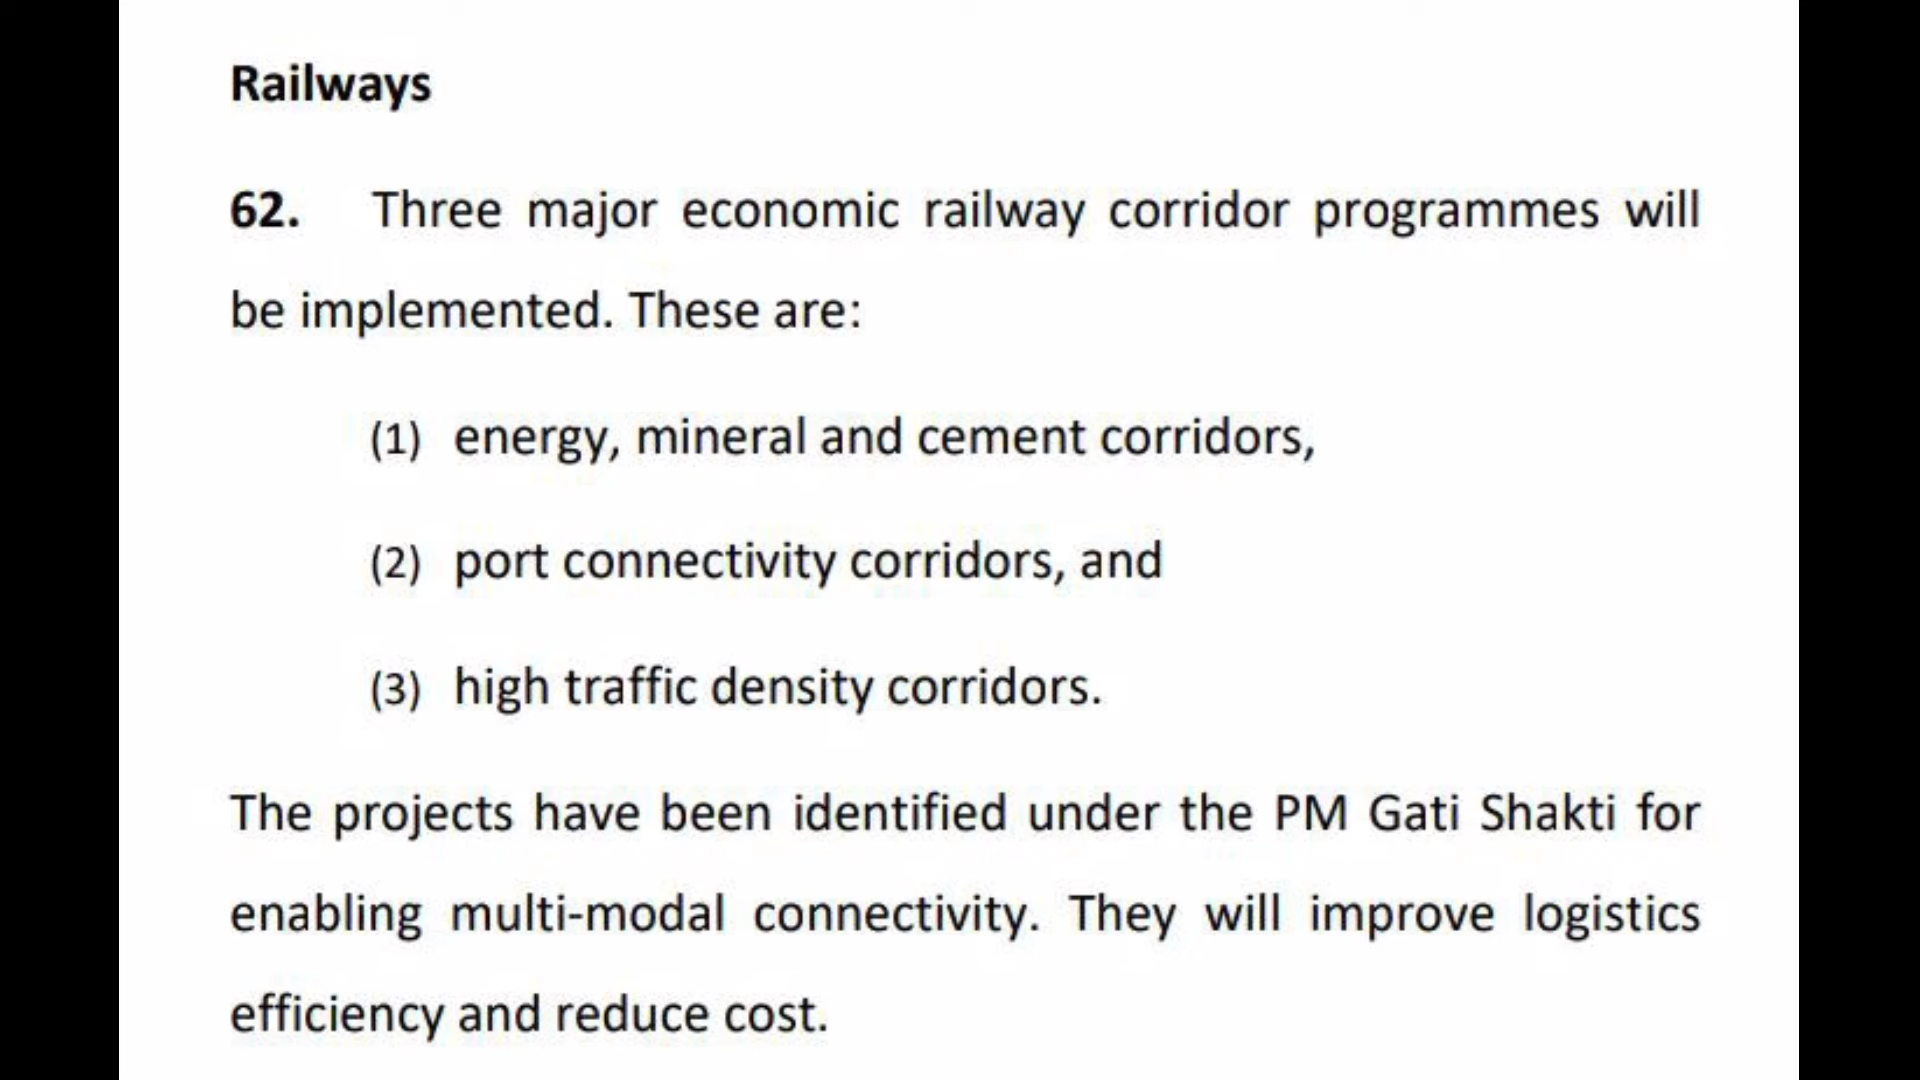 Railways
62. Three major economic railway corridor programmes will
be implemented. These are:
(1) energy, mineral and cement corridors,
(2) port connectivity corridors, and
(3) high traffic density corridors.
The projects have been identified under the PM Gati Shakti for
enabling multi-modal connectivity. They will improve logistics
efficiency and reduce cost.